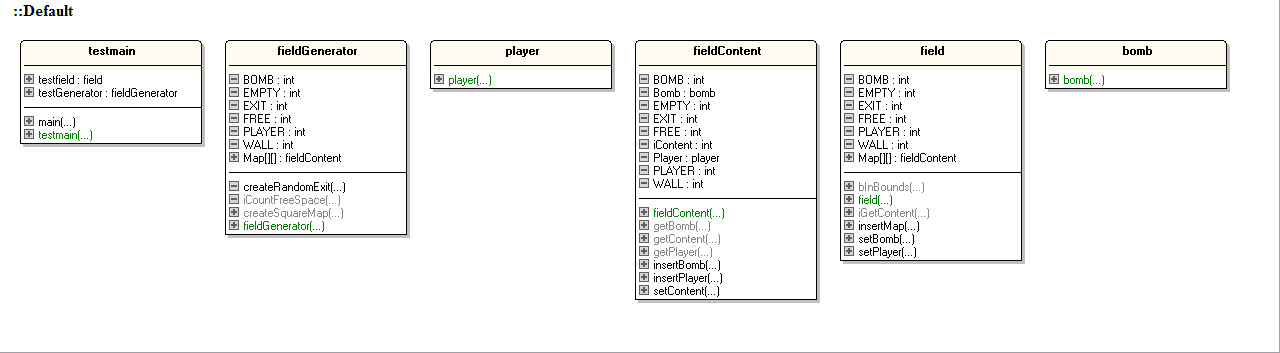 ::Default
testmain
testfield : field
testGenerator : fieldGenerator
main(...)
testmain(...)
fieldGenerator
BOMB : int
EMPTY : int
EXIT : int
FREE : int
PLAYER : int
WALL : int
Map[][] : fieldContent
createRandomExit(...)
iCountFreeSpace(...)
createSquareMap(...)
fieldGenerator(...)
player
player(...)
fieldContent
BOMB : int
Bomb : bomb
EMPTY : int
EXIT : int
FREE : int
iContent : int
Player : player
PLAYER : int
WALL : int
fieldContent(...)
getBomb(...)
getContent(...)
getPlayer(...)
insertBomb(...)
insertPlayer(...)
setContent(...)
field
BOMB : int
EMPTY : int
EXIT : int
FREE : int
PLAYER : int
WALL : int
Map[][] : fieldContent
bInBounds(...)
field(...)
iGetContent(...)
insertMap(...)
setBomb(...)
setPlayer(...)
bomb
bomb(...)